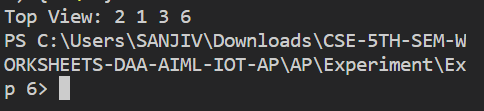 Top View: 2 1 3 6
PS C:\Users\SANJIV\Downloads\CSE-5TH-SEM-W
ORKSHEETS-DAA-AIML-IOT-AP\AP\Experiment\Ex
p 6>